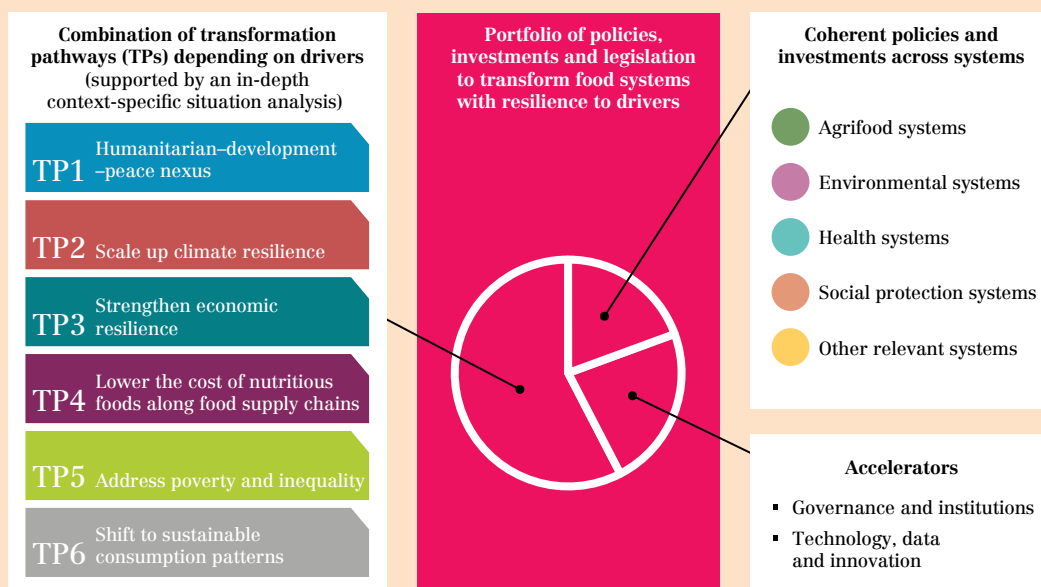 Combination of transformation
pathways (TPs) depending on drivers
(supported by an in-depth
context-specific situation analysis)
TP1 Humanitarian–development
–peace nexus
TP2 Scale up climate resilience
TP3 Strengthen economic
resilience
TP4 Lower the cost of nutritious
foods along food supply chains
TP5 Address poverty and inequality
TP6 Shift to sustainable
consumption patterns
Portfolio of policies,
investments and legislation
to transform food systems
with resilience to drivers
Coherent policies and
investments across systems
Agrifood systems
Environmental systems
Health systems
Social protection systems
Other relevant systems
Accelerators
▪ Governance and institutions
▪ Technology, data
and innovation